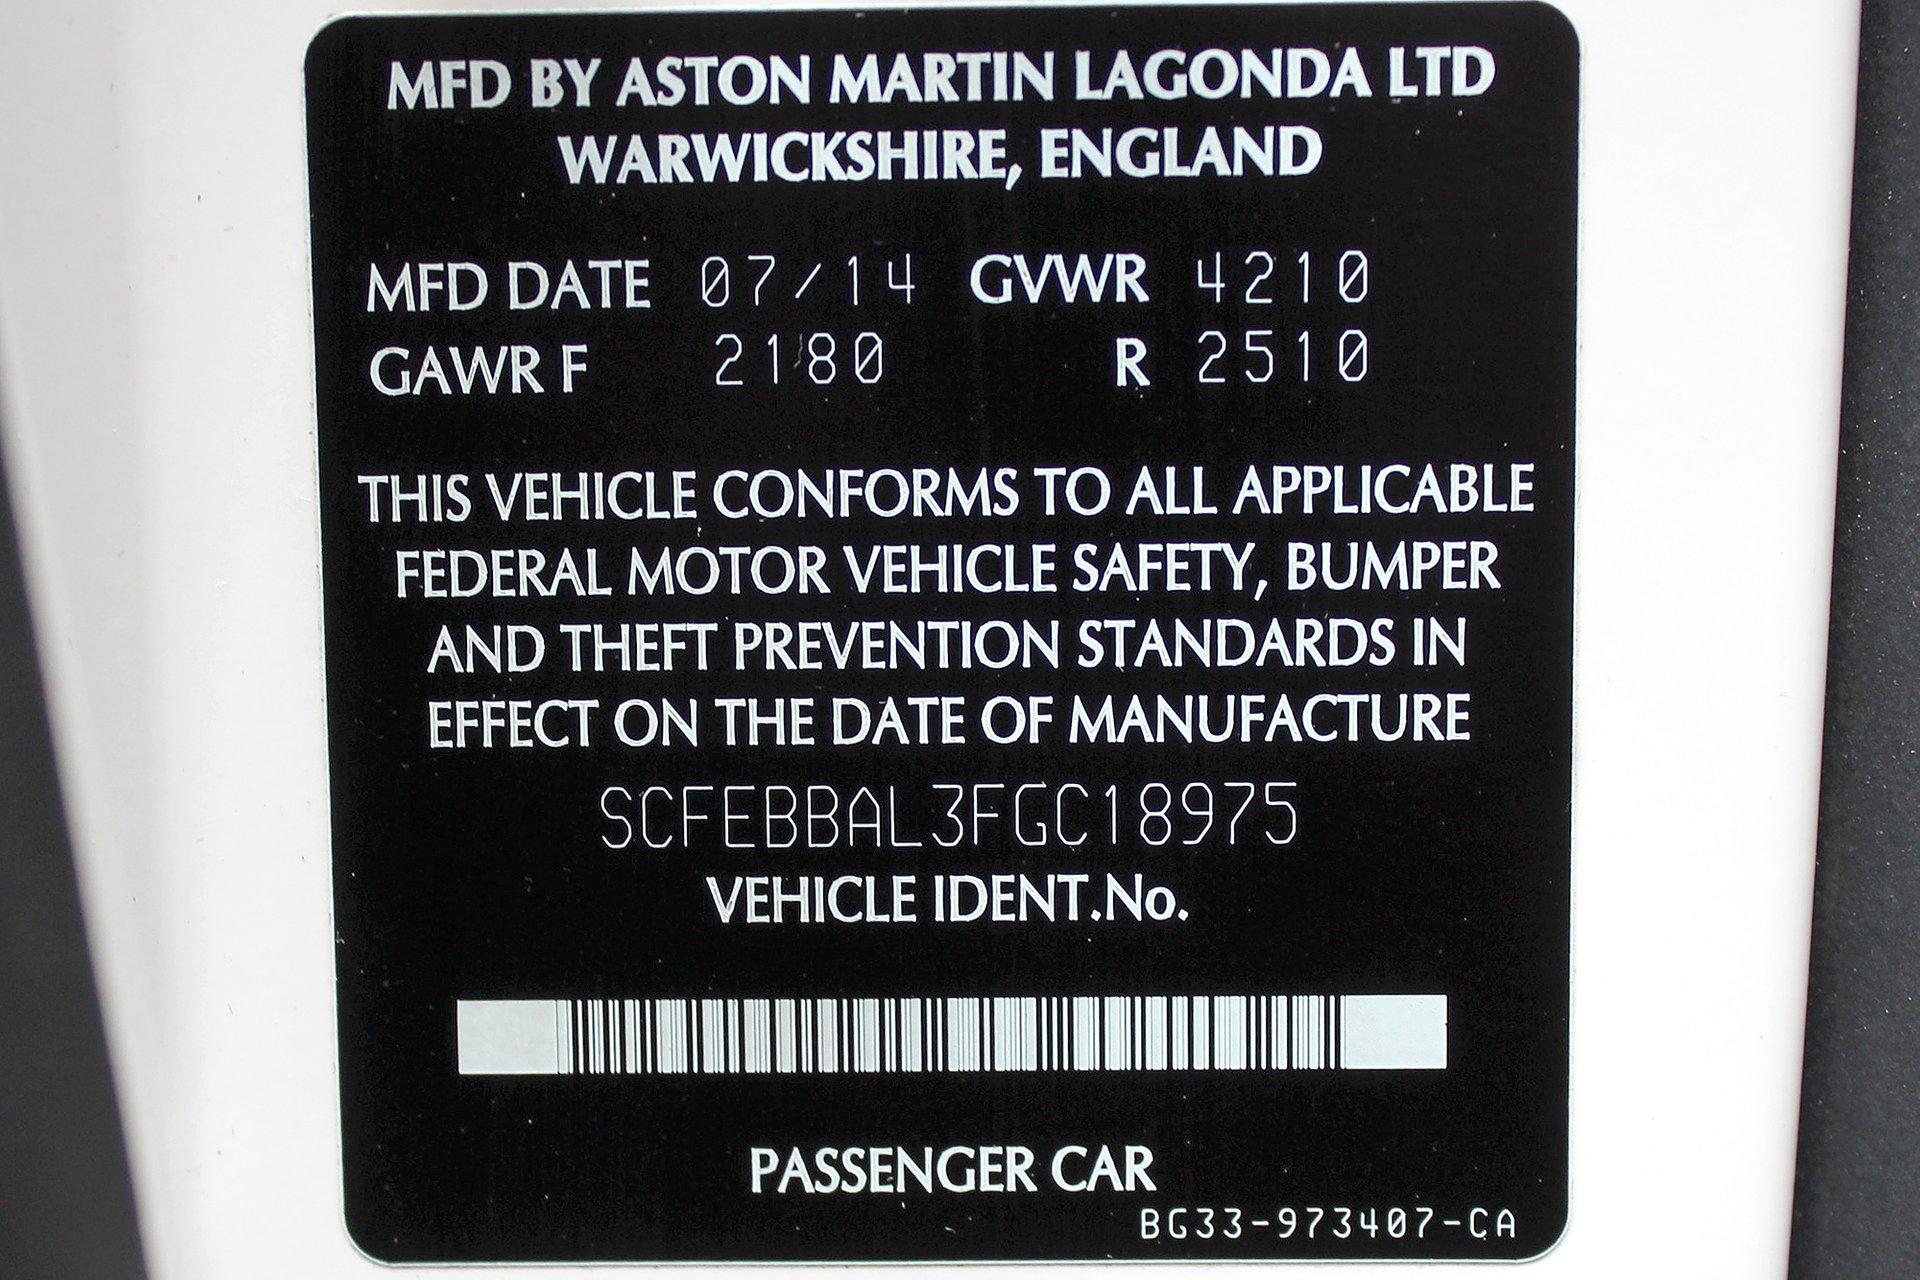 MFD BY ASTON MARTIN LAGONDA LTD
WARWICKSHIRE, ENGLAND
MFD DATE 07/14 GVWR 4210
GAWR F 2180 R 2510
THIS VEHICLE CONFORMS TO ALL APPLICABLE
FEDERAL MOTOR VEHICLE SAFETY, BUMPER
AND THEFT PREVENTION STANDARDS IN
EFFECT ON THE DATE OF MANUFACTURE
SCFEBBAL3FGC18975
VEHICLE IDENT.No.
PASSENGER CAR
BG33-973407-CA